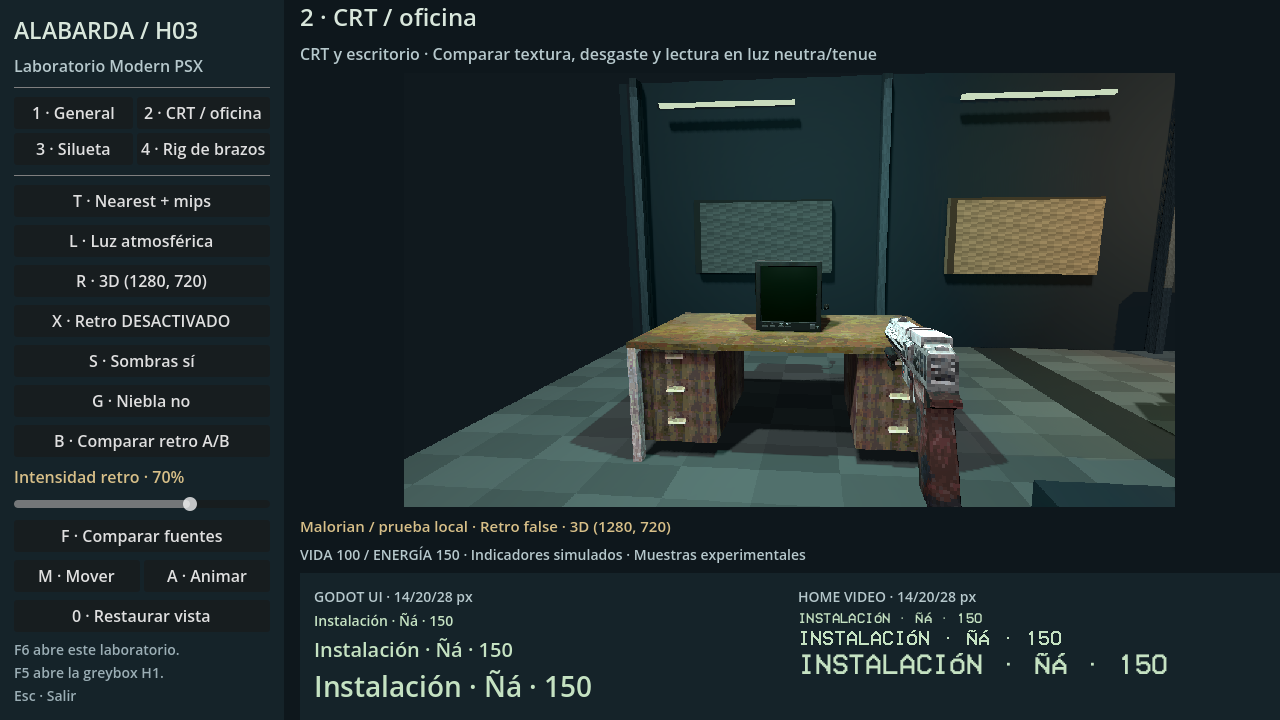 ALABARDA / H03
Laboratorio Modern PSX
1 · General
2 · CRT / oficina
3 · Silueta
4 · Rig de brazos
T · Nearest + mips
L · Luz atmosférica
R · 3D (1280, 720)
X · Retro DESACTIVADO
S · Sombras sí
G · Niebla no
B · Comparar retro A/B
Intensidad retro · 70%
F · Comparar fuentes
M · Mover
A · Animar
0 · Restaurar vista
F6 abre este laboratorio.
F5 abre la greybox H1.
Esc · Salir
2 · CRT / oficina
CRT y escritorio · Comparar textura, desgaste y lectura en luz neutra/tenue
Malorian / prueba local · Retro false · 3D (1280, 720)
VIDA 100 / ENERGÍA 150 · Indicadores simulados · Muestras experimentales
GODOT UI · 14/20/28 px
Instalación · Ñá · 150
Instalación · Ñá · 150
Instalación · Ñá · 150
HOME VIDEO · 14/20/28 px
INSTALACIóN · Ñá · 150
INSTALACIóN · Ñá · 150
INSTALACIóN · Ñá · 150